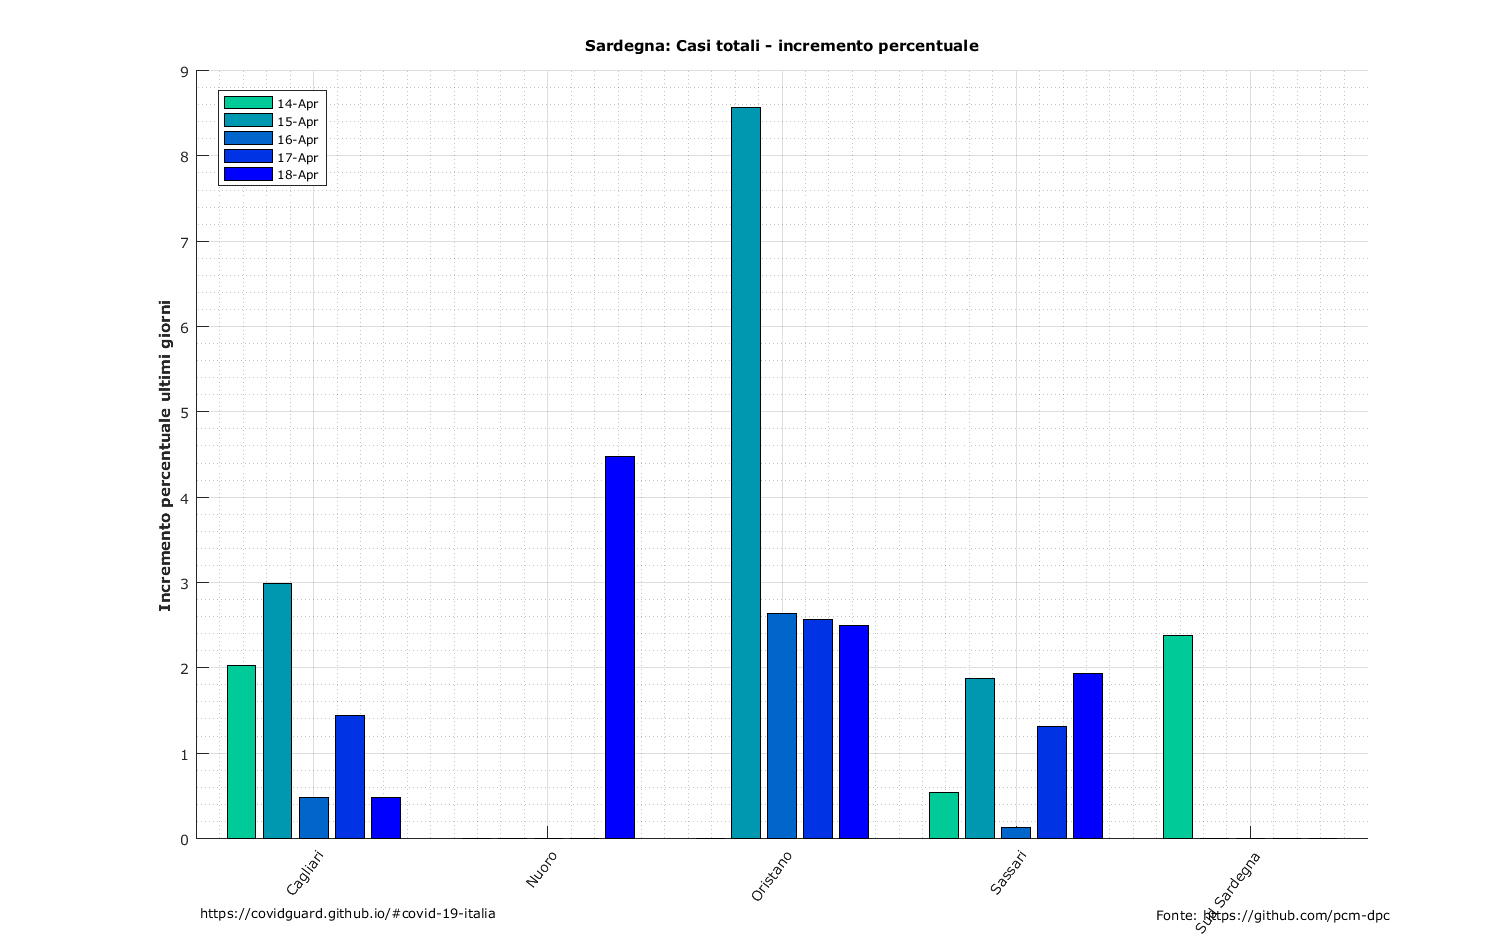 Sardegna: Casi totali - incremento percentuale
9
8
7
6
5
4
3
2
1
0
14-Apr
15-Apr
16-Apr
17-Apr
18-Apr
Incremento percentuale ultimi giorni
Cagliari
Nuoro
Oristano
Sassari
Sud Sardegna
https://covidguard.github.io/#covid-19-italia
Fonte: https://github.com/pcm-dpc